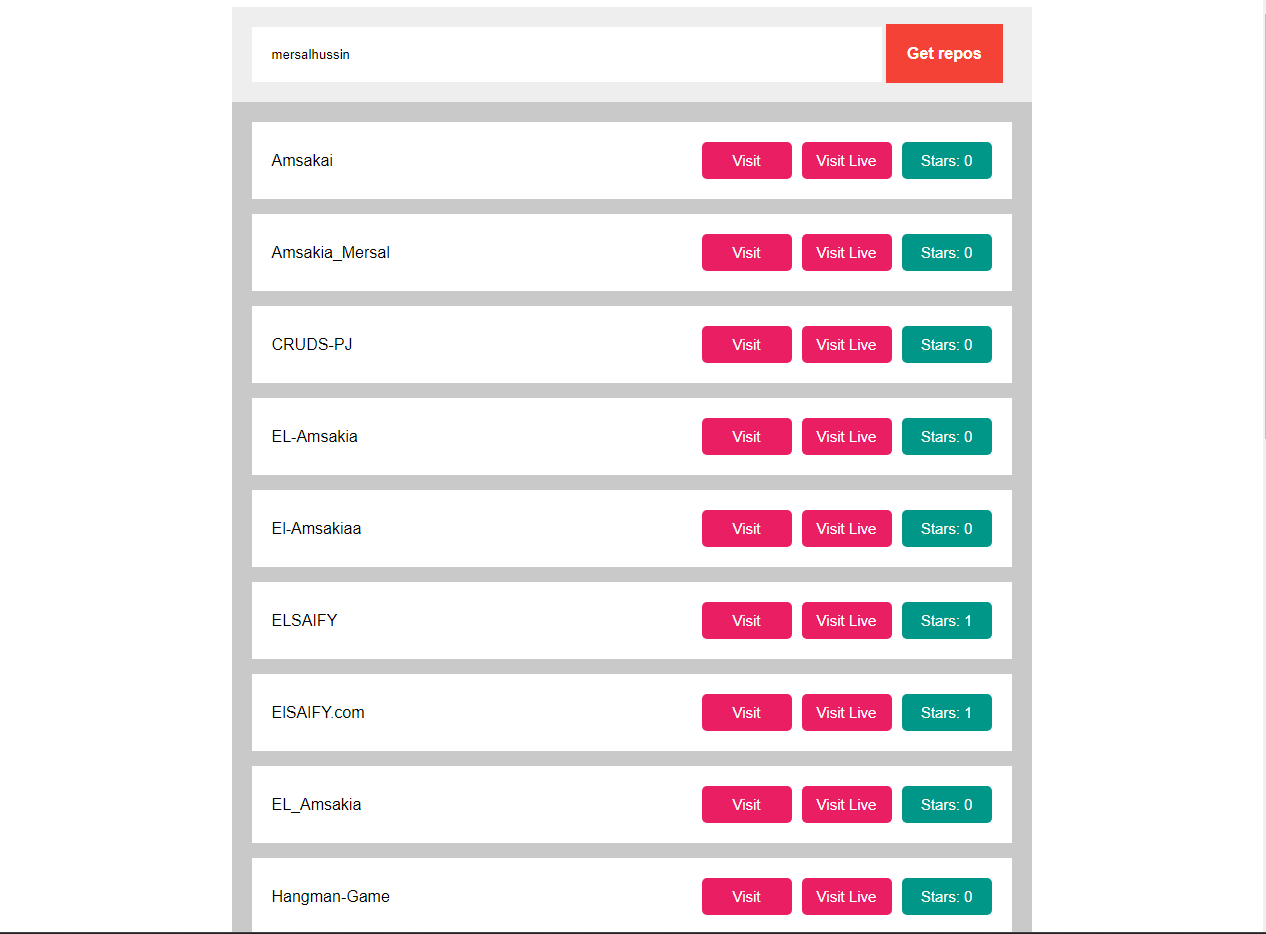 mersalhussin Get repos
Amsakai Visit Visit Live Stars: 0
Amsakia_Mersal Visit Visit Live Stars: 0
CRUDS-PJ Visit Visit Live Stars: 0
EL-Amsakia Visit Visit Live Stars: 0
El-Amsakiaa Visit Visit Live Stars: 0
ELSAIFY Visit Visit Live Stars: 1
ElSAIFY.com Visit Visit Live Stars: 1
EL_Amsakia Visit Visit Live Stars: 0
Hangman-Game Visit Visit Live Stars: 0